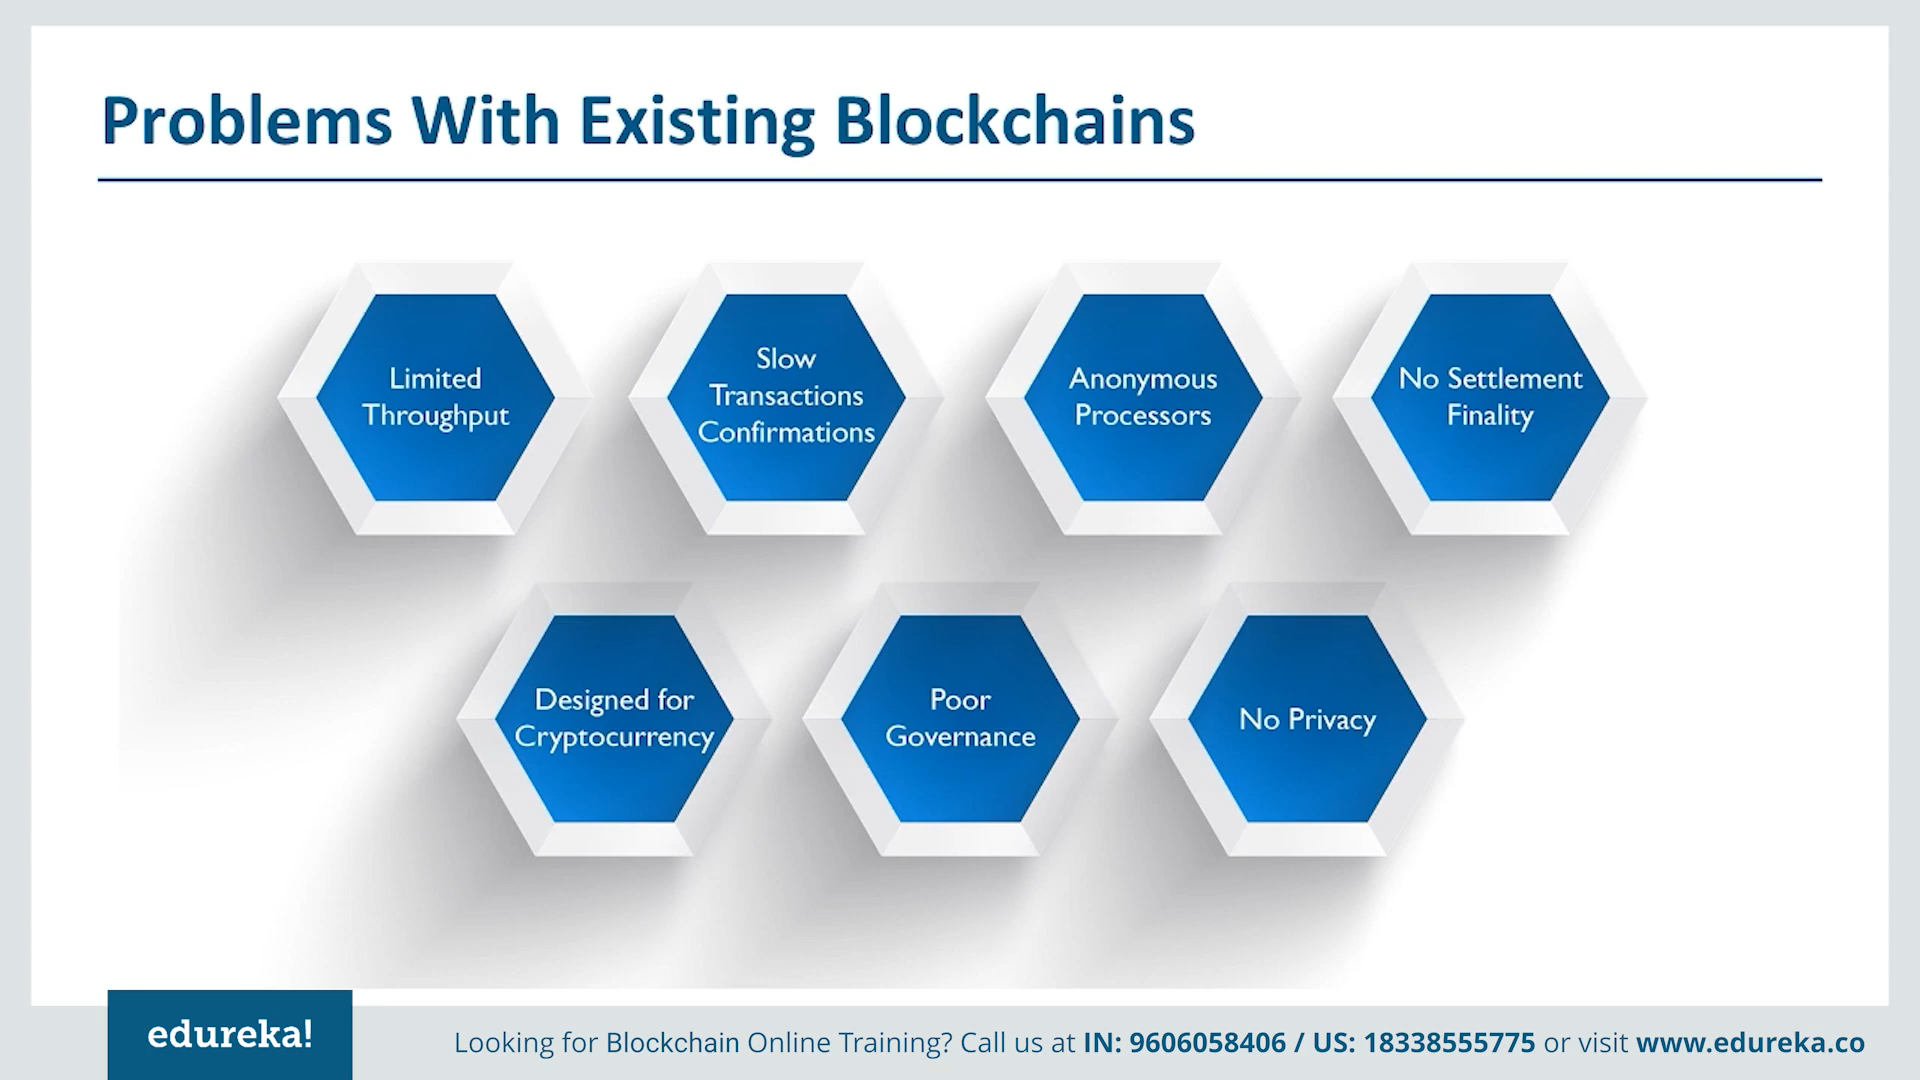 Problems With Existing Blockchains
Limited
Throughput
Slow
Transactions
Confirmations
Anonymous
Processors
No Settlement
Finality
Designed for
Cryptocurrency
Poor
Governance
No Privacy
edureka!
Looking for Blockchain Online Training? Call us at IN: 9606058406 / US: 18338555775 or visit www.edureka.co